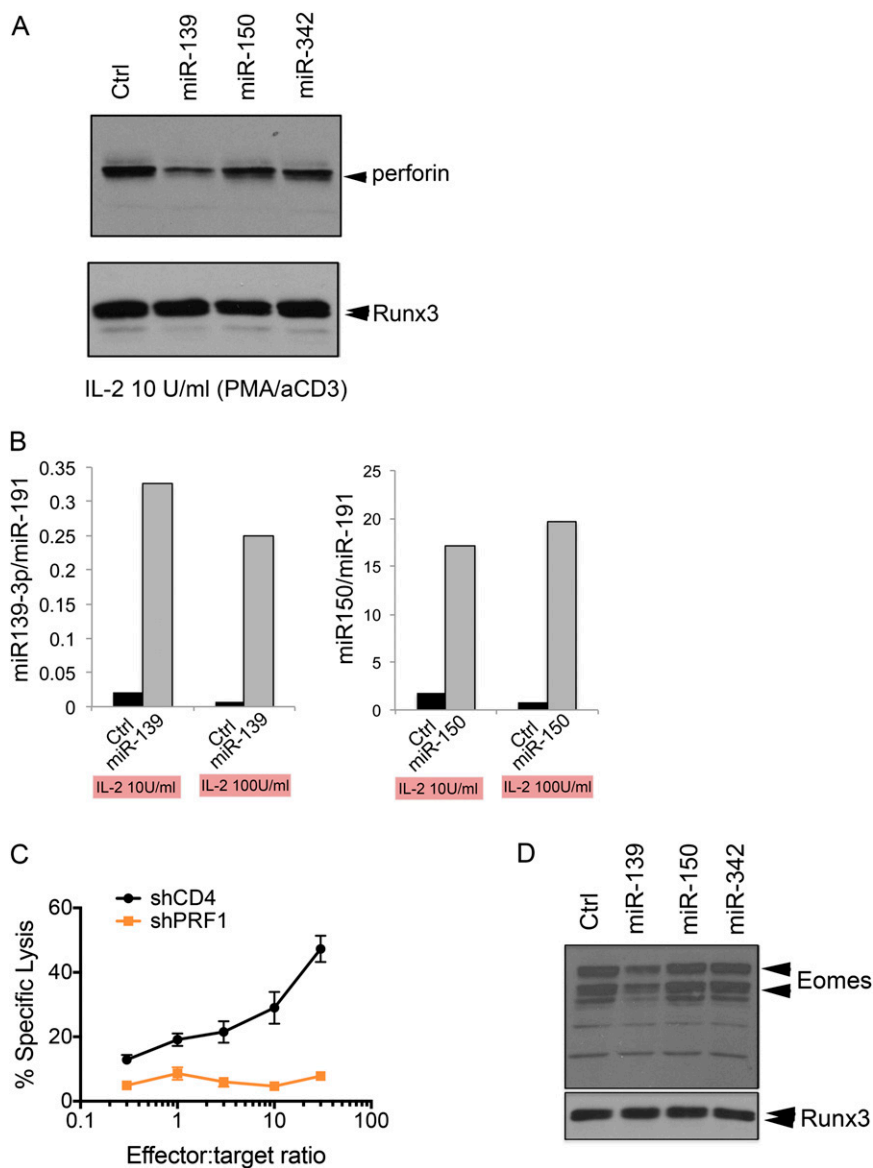 A
Ctrl
miR-139
miR-150
miR-342
perforin
Runx3
IL-2 10 U/ml (PMA/aCD3)
B
miR139-3p/miR-191
0.35
0.3
0.25
0.2
0.15
0.1
0.05
0
Ctrl
miR-139
Ctrl
miR-139
IL-2 10U/ml
IL-2 100U/ml
miR150/miR-191
25
20
15
10
5
0
Ctrl
miR-150
Ctrl
miR-150
IL-2 10U/ml
IL-2 100U/ml
C
shCD4
shPRF1
% Specific Lysis
60
40
20
0
0.1
1
10
100
Effector:target ratio
D
Ctrl
miR-139
miR-150
miR-342
Eomes
Runx3